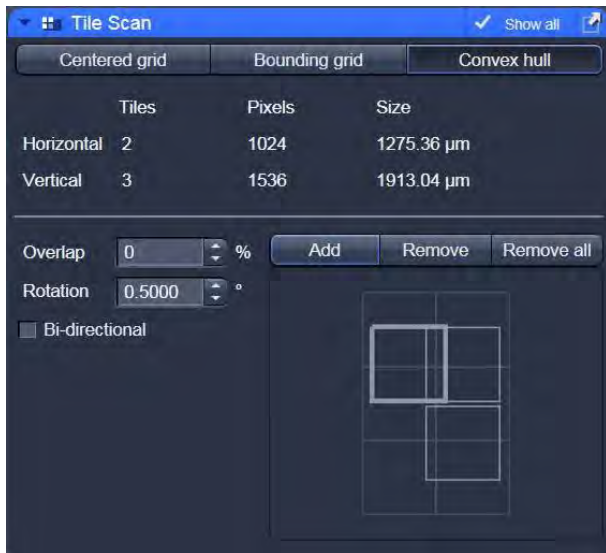 Tile Scan Show all
Centered grid Bounding grid Convex hull
Tiles Pixels Size
Horizontal 2 1024 1275.36 µm
Vertical 3 1536 1913.04 µm
Overlap 0 % Add Remove Remove all
Rotation 0.5000 °
Bi-directional